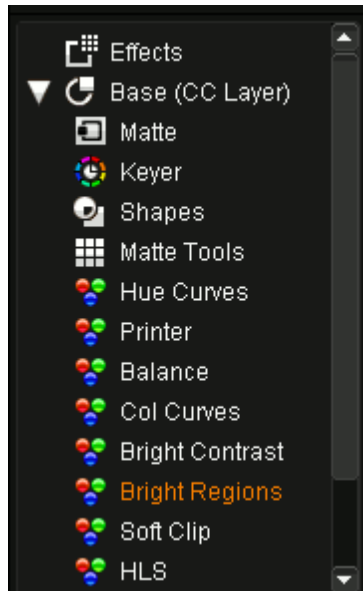 Effects
Base (CC Layer)
Matte
Keyer
Shapes
Matte Tools
Hue Curves
Printer
Balance
Col Curves
Bright Contrast
Bright Regions
Soft Clip
HLS